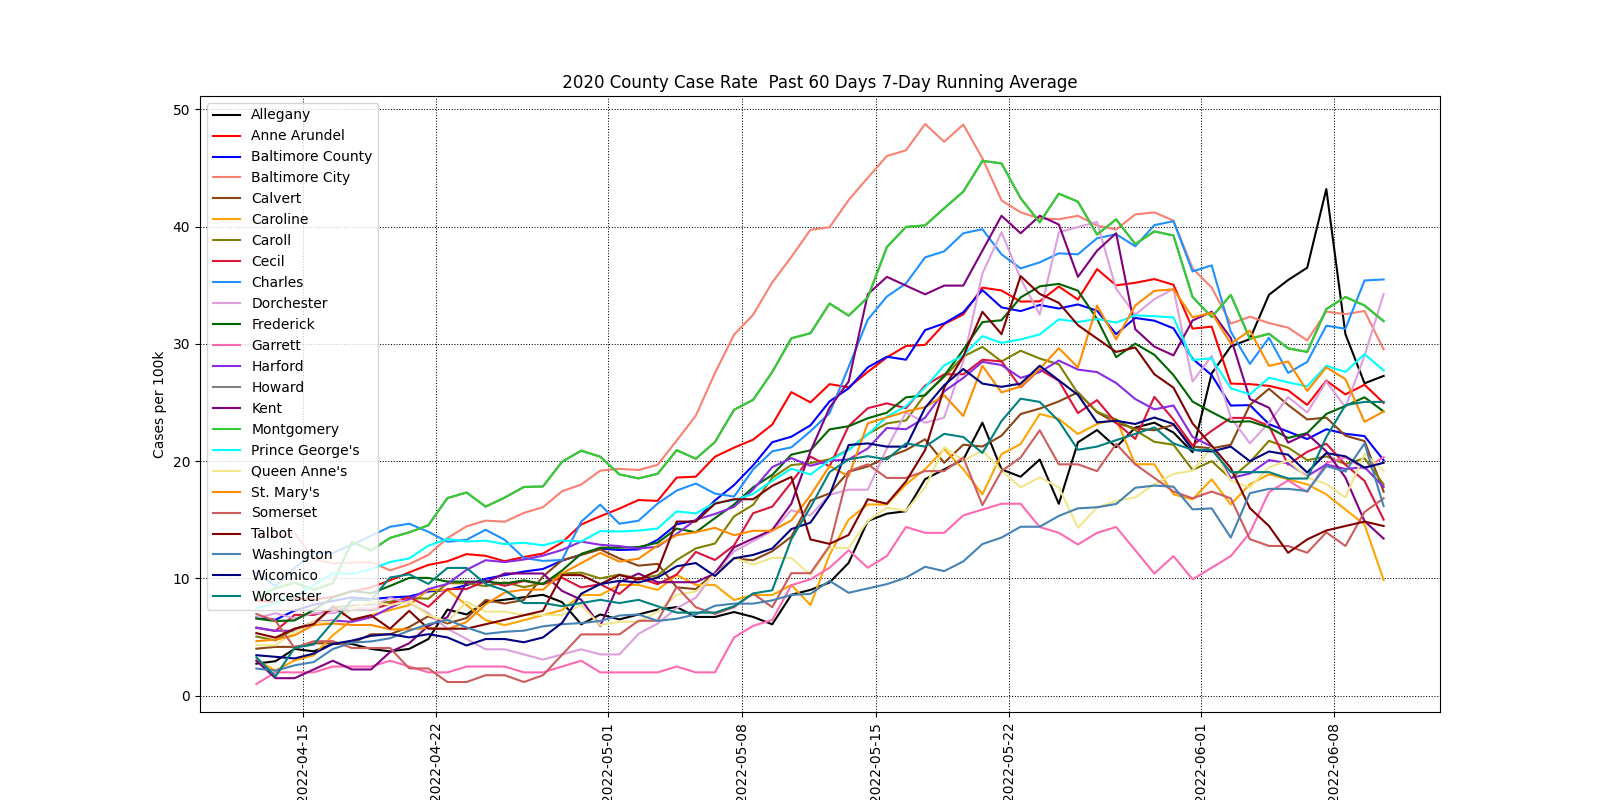 2020 County Case Rate  Past 60 Days 7-Day Running Average
Cases per 100k
50
40
30
20
10
0
Allegany
Anne Arundel
Baltimore County
Baltimore City
Calvert
Caroline
Caroll
Cecil
Charles
Dorchester
Frederick
Garrett
Harford
Howard
Kent
Montgomery
Prince George's
Queen Anne's
St. Mary's
Somerset
Talbot
Washington
Wicomico
Worcester
2022-04-15
2022-04-22
2022-05-01
2022-05-08
2022-05-15
2022-05-22
2022-06-01
2022-06-08